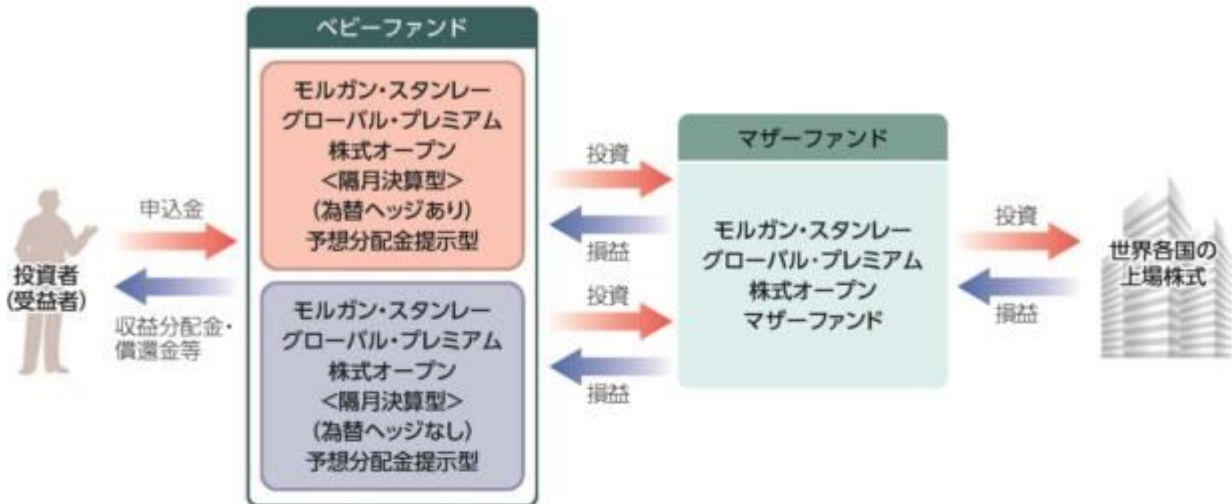 ベビーファンド
モルガン・スタンレー
グローバル・プレミアム
株式オープン
<隔月決算型>
(為替ヘッジあり)
予想分配金提示型
モルガン・スタンレー
グローバル・プレミアム
株式オープン
<隔月決算型>
(為替ヘッジなし)
予想分配金提示型
申込金
投資者
(受益者)
収益分配金・
償還金等
投資
損益
投資
損益
マザーファンド
モルガン・スタンレー
グローバル・プレミアム
株式オープン
マザーファンド
投資
損益
世界各国の
上場株式